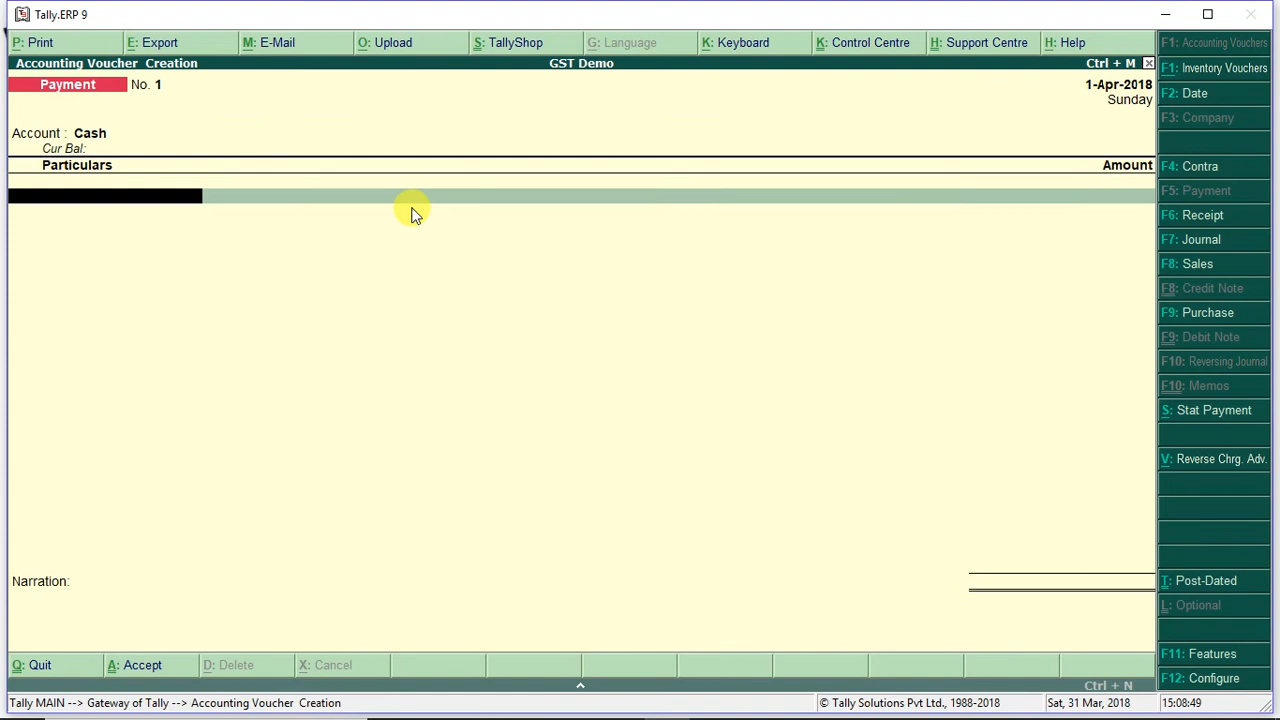 Tally.ERP 9
P: Print E: Export M: E-Mail O: Upload S: TallyShop G: Language K: Keyboard K: Control Centre H: Support Centre H: Help
Accounting Voucher Creation GST Demo Ctrl + M
Payment No. 1 1-Apr-2018
Sunday
Account : Cash
Cur Bal:
Particulars Amount
Narration:
F1: Accounting Vouchers
F1: Inventory Vouchers
F2: Date
F3: Company
F4: Contra
F5: Payment
F6: Receipt
F7: Journal
F8: Sales
F8: Credit Note
F9: Purchase
F9: Debit Note
F10: Reversing Journal
F10: Memos
S: Stat Payment
V: Reverse Chrg. Adv.
T: Post-Dated
L: Optional
F11: Features
F12: Configure
Q: Quit A: Accept D: Delete X: Cancel
Ctrl + N
Tally MAIN --> Gateway of Tally --> Accounting Voucher Creation © Tally Solutions Pvt Ltd., 1988-2018 Sat, 31 Mar, 2018 15:08:49